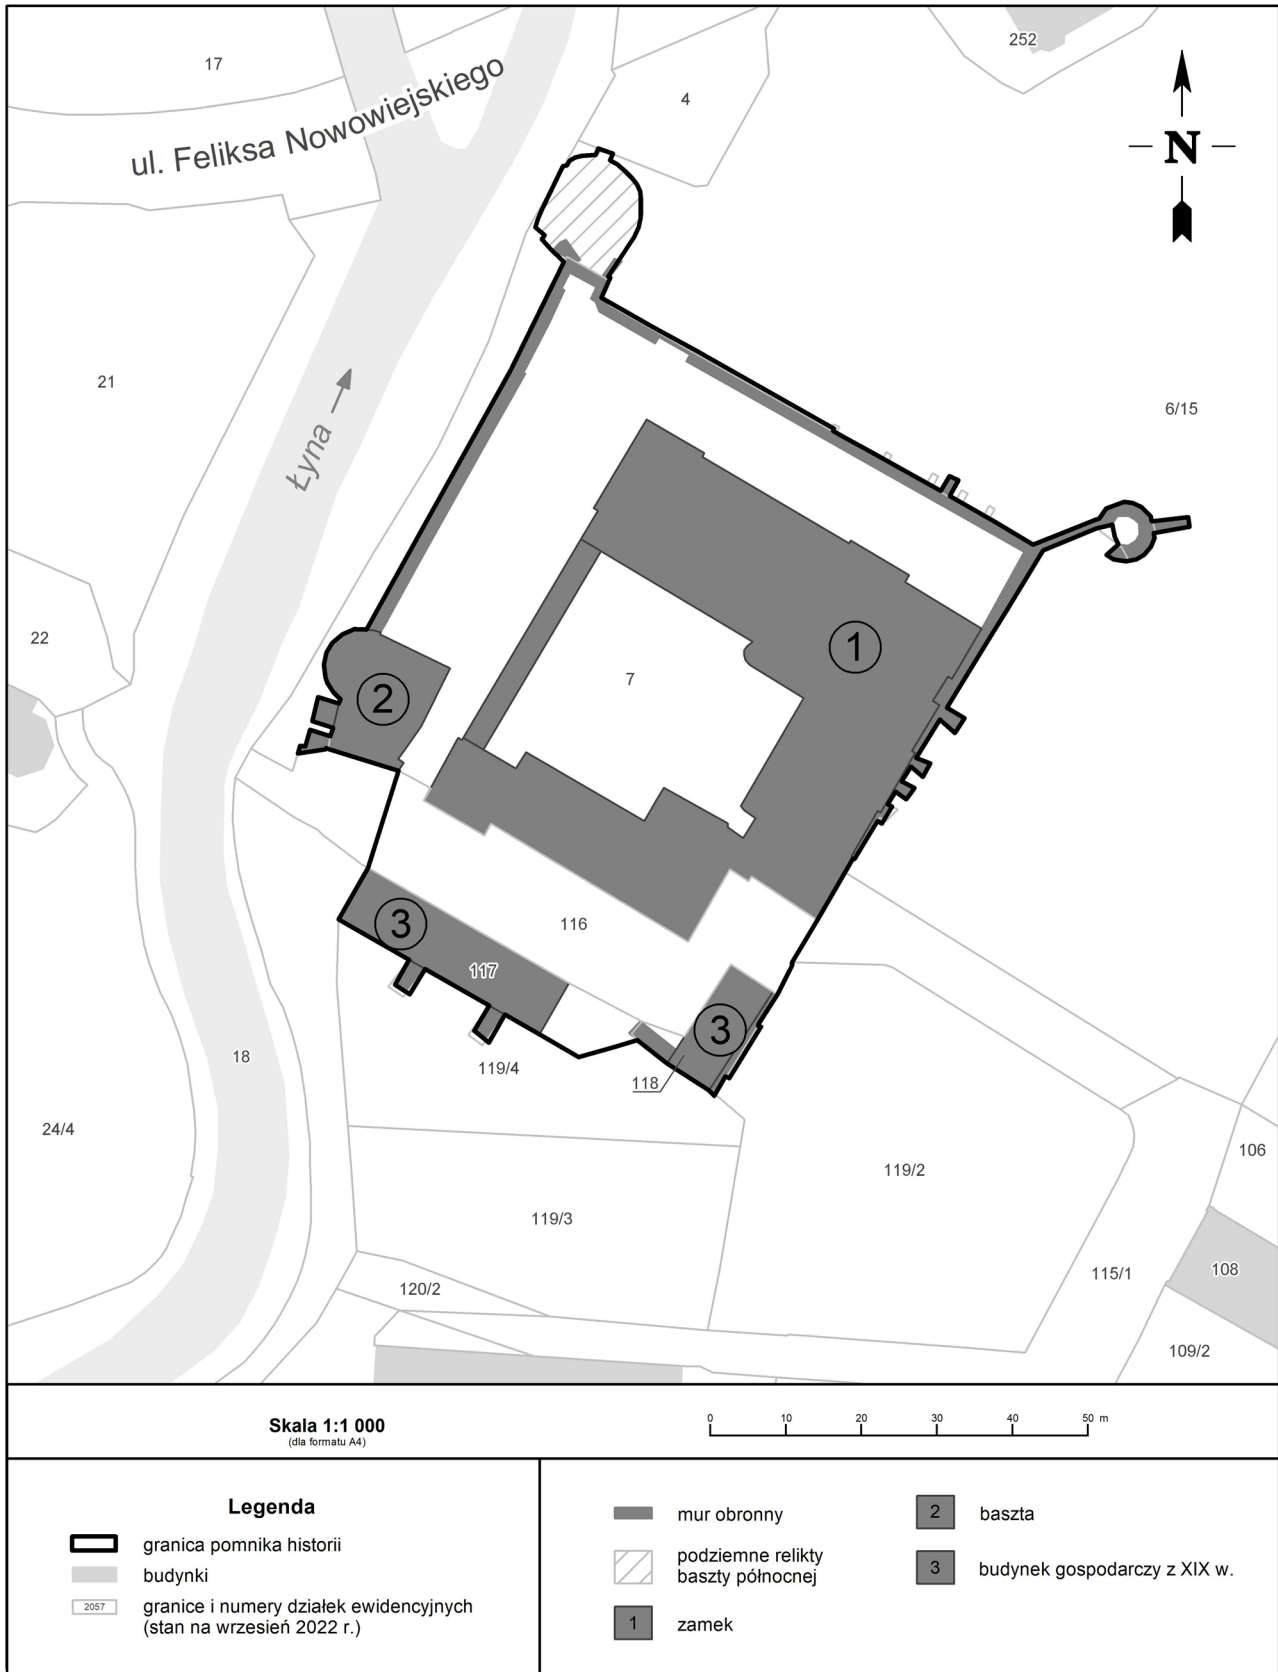 252
17
4
ul. Feliksa Nowowiejskiego
N
21
6/15
Łyna
22
1
7
2
3
116
117
3
18
119/4
118
24/4
106
119/2
119/3
115/1
108
120/2
109/2
Skala 1:1 000
(dla formatu A4)
0 10 20 30 40 50 m
Legenda
granica pomnika historii
budynki
2057 granice i numery działek ewidencyjnych
(stan na wrzesień 2022 r.)
mur obronny
podziemne relikty
baszty północnej
1 zamek
2 baszta
3 budynek gospodarczy z XIX w.